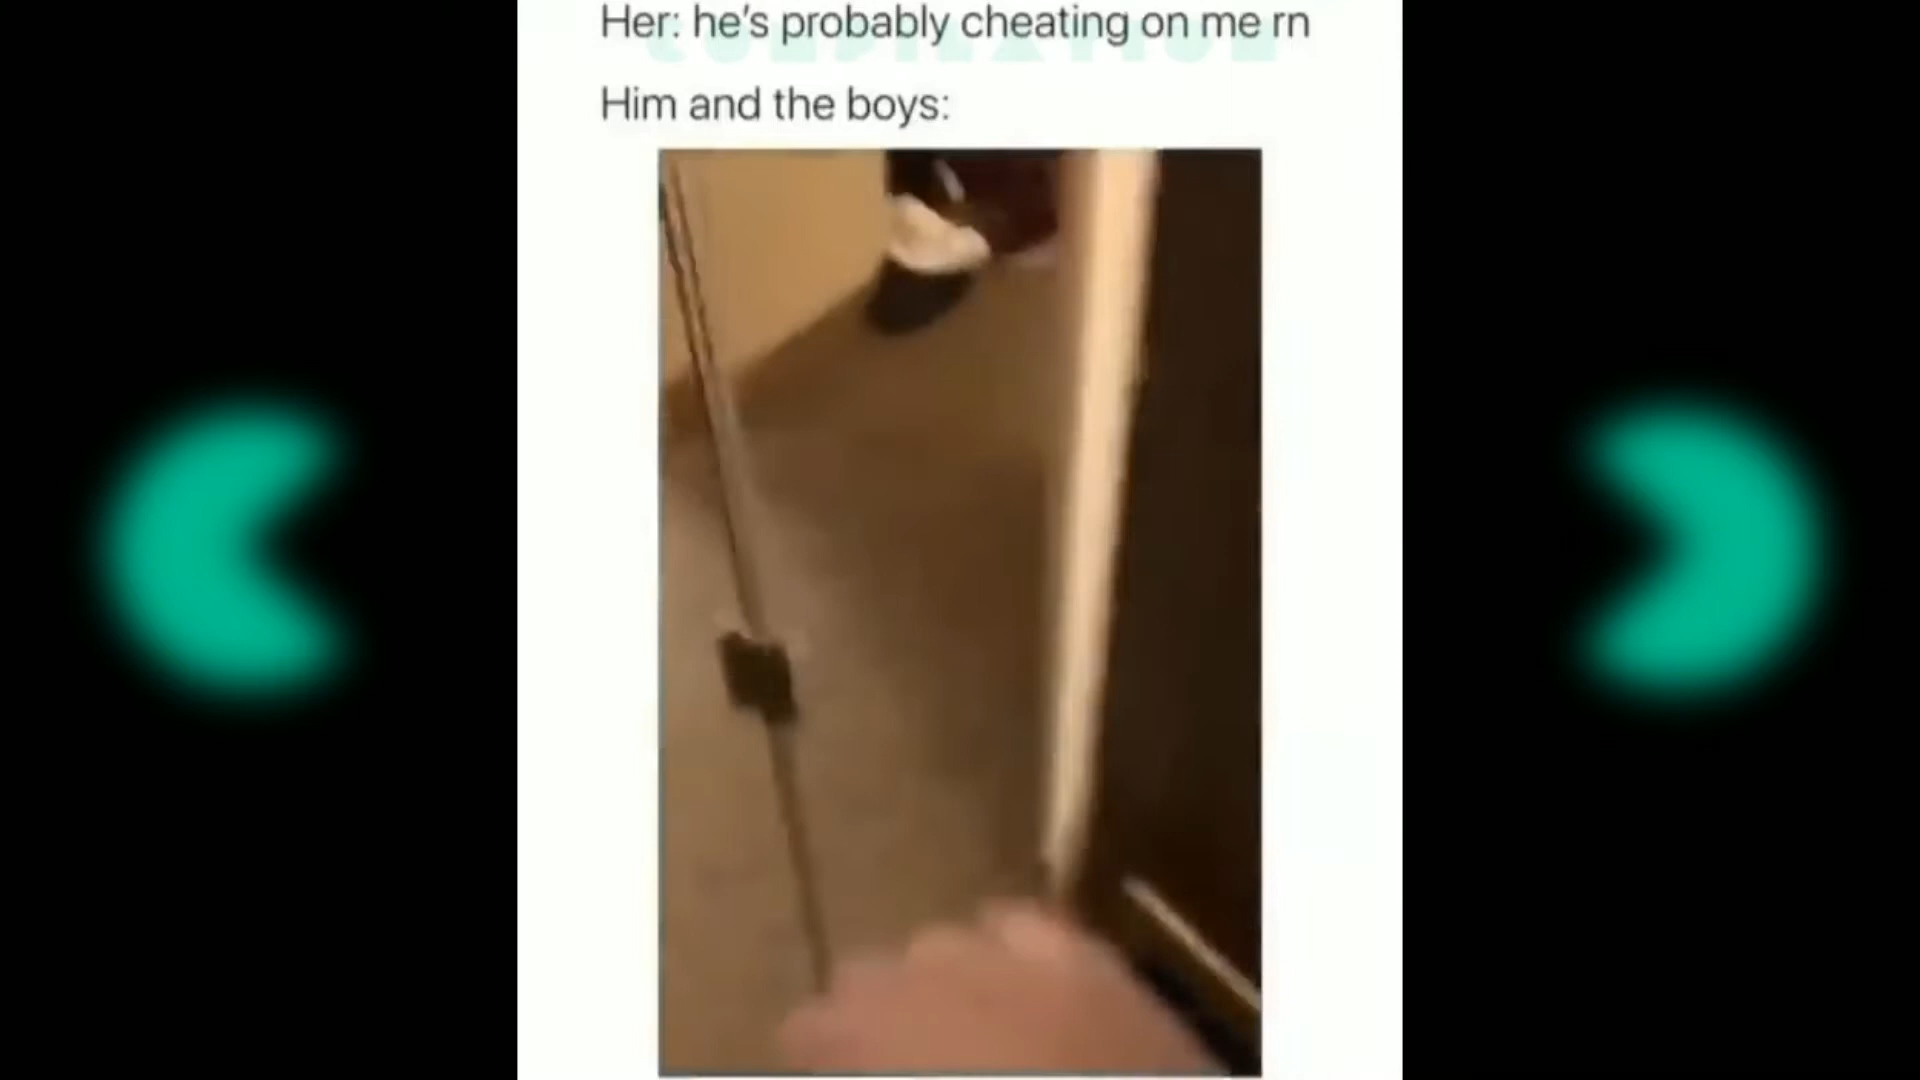 Her: he's probably cheating on me rn
Him and the boys: